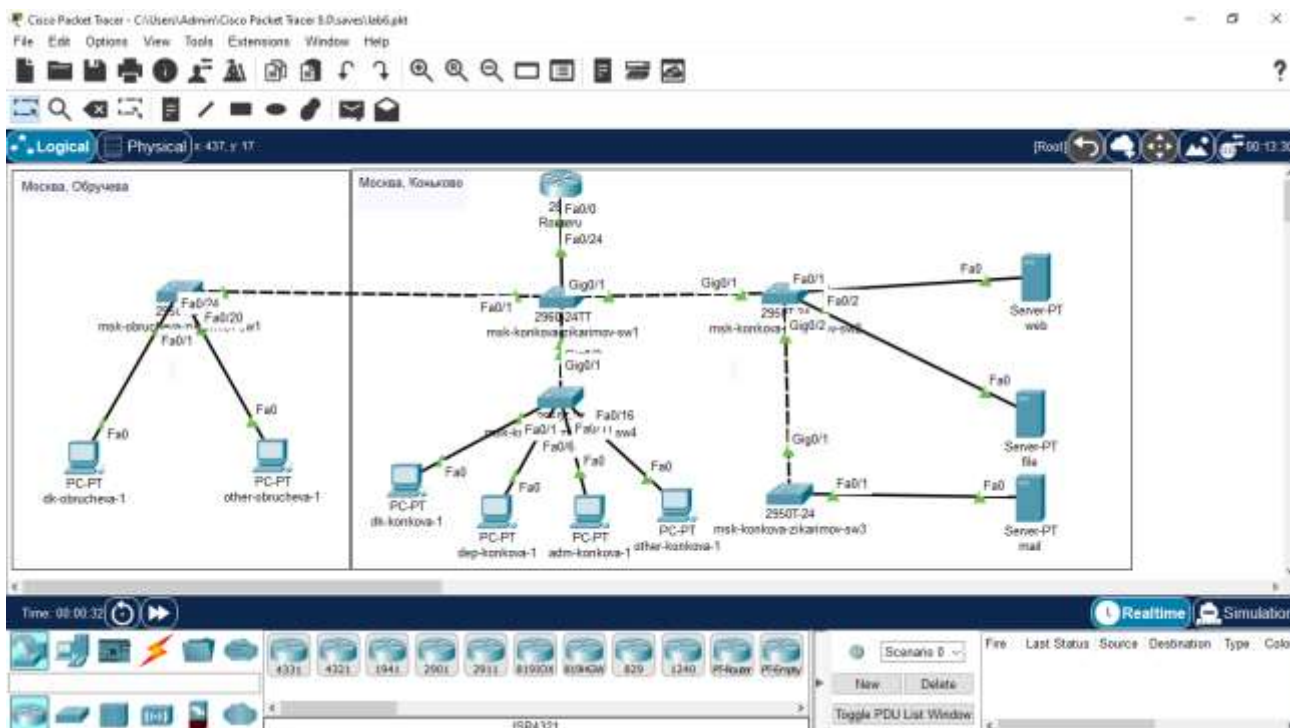 Cisco Packet Tracer - C:\Users\Admin\Cisco Packet Tracer 8.0\saves\lab6.pkt
File Edit Options View Tools Extensions Window Help
Logical Physical x: 437, y: 17
[Root]
Москва, Обручева
Москва, Коньково
Fa0/0
Fa0/24
Gig0/1
Fa0/1
2960-24TT
msk-konkova-zikarimov-sw1
Gig0/1
Fa0/1
Fa0/2
Gig0/2
Fa0
Server-PT
web
Fa0/24
Fa0/20
Fa0/1
Fa0
PC-PT
dk-obrucheva-1
Fa0
PC-PT
other-obrucheva-1
Gig0/1
Fa0/1
Fa0/6
Fa0/16
sw4
Fa0
PC-PT
dk-konkova-1
Fa0
PC-PT
dep-konkova-1
Fa0
PC-PT
adm-konkova-1
Fa0
PC-PT
other-konkova-1
Gig0/1
Fa0/1
2950T-24
msk-konkova-zikarimov-sw3
Fa0
Server-PT
file
Fa0
Server-PT
mail
Time: 00:00:32
Realtime Simulation
4331 4321 1941 2901 2911 819IOX 819HGW 829 1240 PT-Router PT-Empty
ISR4321
Scenario 0
New Delete
Toggle PDU List Window
Fire Last Status Source Destination Type Color